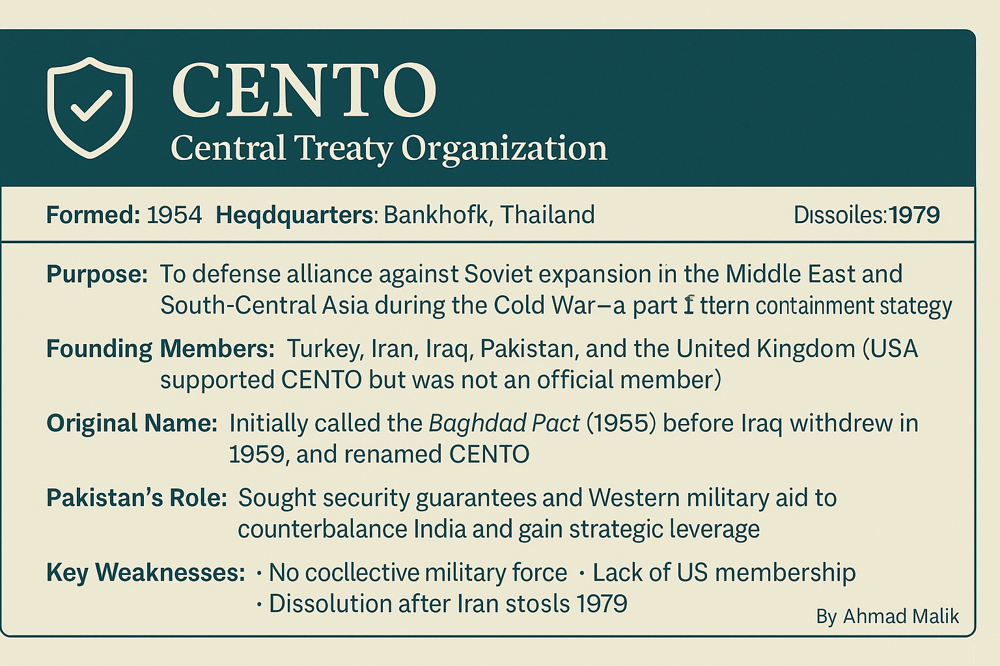 CENTO
Central Treaty Organization
Formed: 1954 Heqdquarters: Bankhofk, Thailand Dıssoiles:1979
Purpose: To defense alliance against Soviet expansion in the Middle East and
South-Central Asia during the Cold War–a part ttern containment stategy
Founding Members: Turkey, Iran, Iraq, Pakistan, and the United Kingdom (USA
supported CENTO but was not an official member)
Original Name: Initially called the Baghdad Pact (1955) before Iraq withdrew in
1959, and renamed CENTO
Pakistan’s Role: Sought security guarantees and Western military aid to
counterbalance India and gain strategic leverage
Key Weaknesses: · No cocllective military force · Lack of US membership
· Dissolution after Iran stosls 1979
By Ahmad Malik